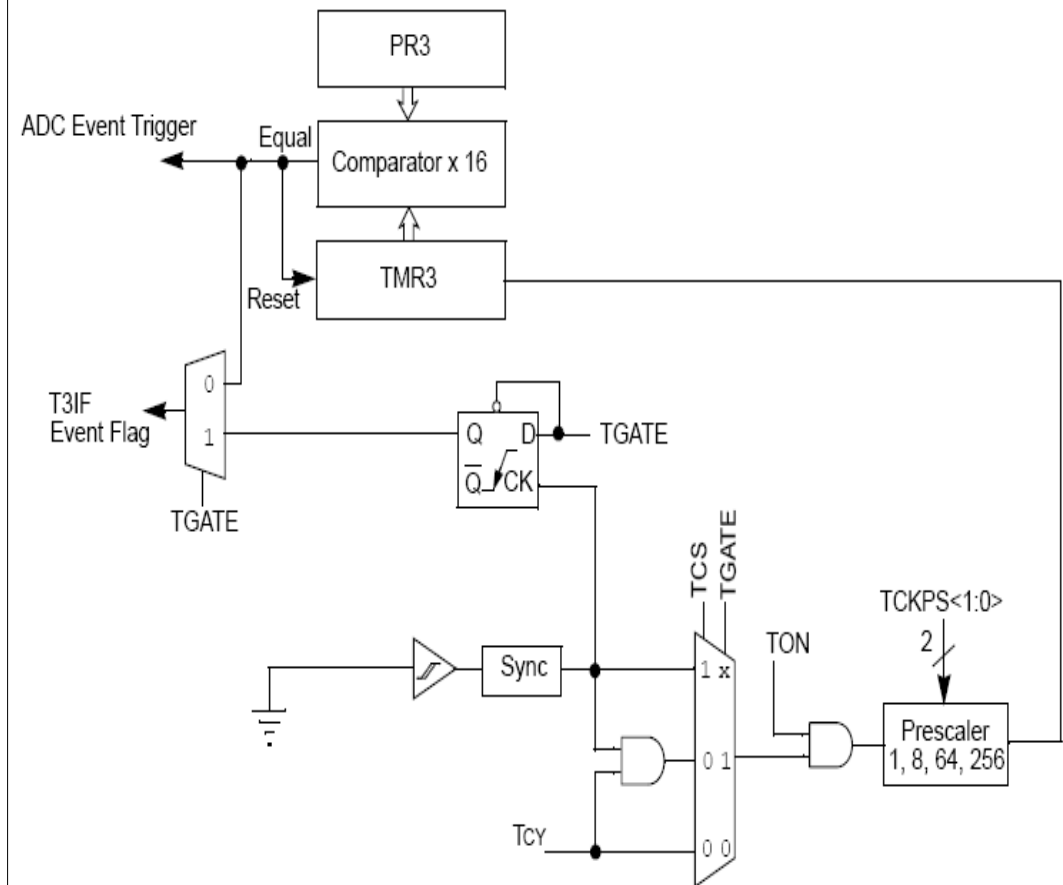 PR3
ADC Event Trigger
Equal
Comparator x 16
TMR3
Reset
0
1
T3IF
Event Flag
TGATE
Q D
Q̅ CK
TGATE
TCS
TGATE
TCKPS<1:0>
2
TON
Sync
1 x
Prescaler
1, 8, 64, 256
0 1
TCY
0 0